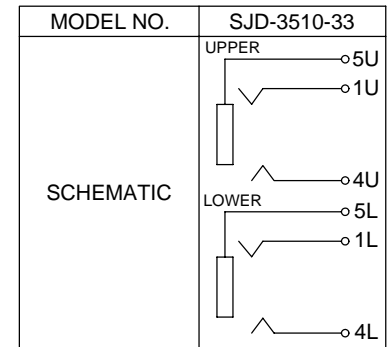 MODEL NO. SJD-3510-33
SCHEMATIC
UPPER
5U
1U
4U
LOWER
5L
1L
4L